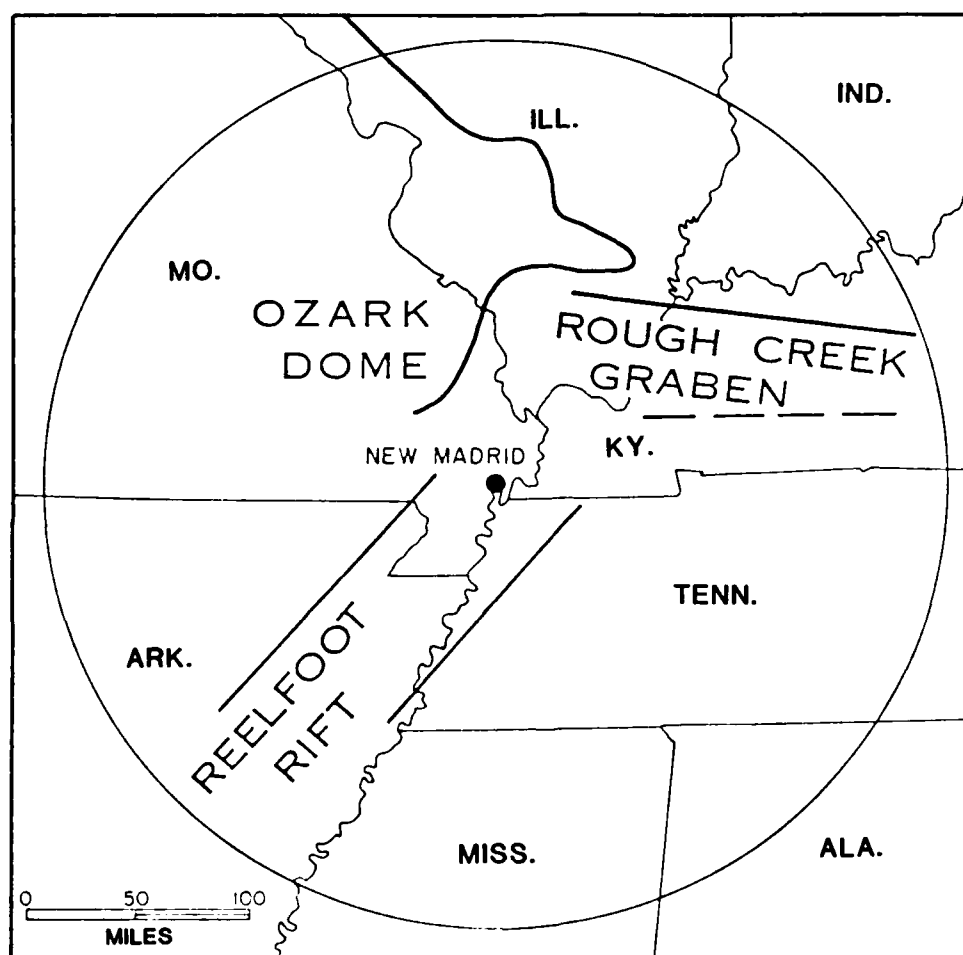 IND.
ILL.
MO.
OZARK
DOME
ROUGH CREEK
GRABEN
NEW MADRID
KY.
TENN.
ARK.
REELFOOT
RIFT
MISS.
ALA.
0 50 100
MILES